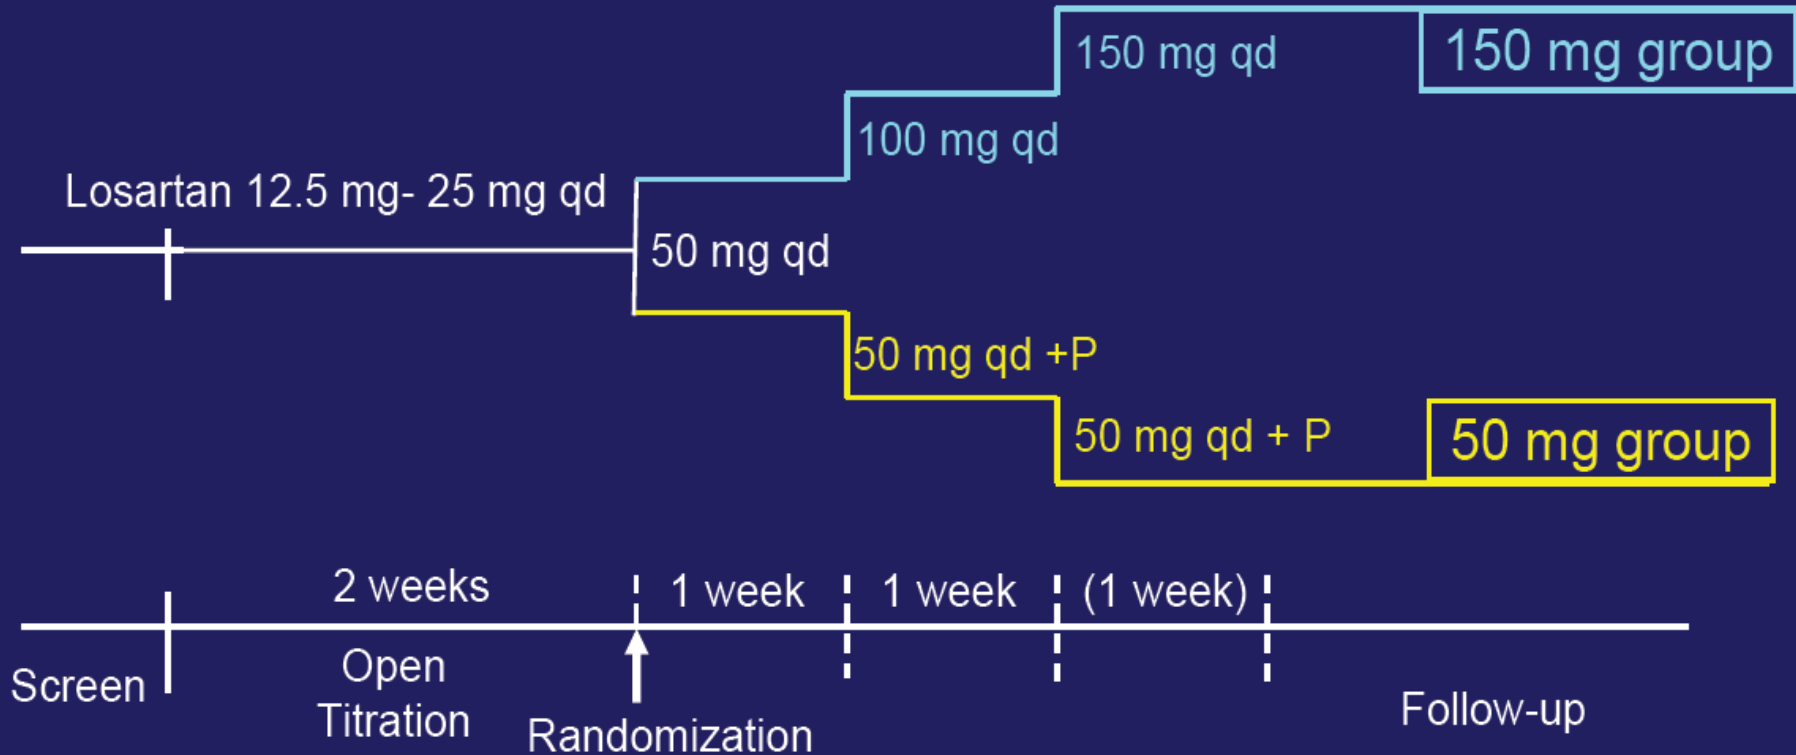 150 mg qd
150 mg group
100 mg qd
Losartan 12.5 mg- 25 mg qd
50 mg qd
50 mg qd +P
50 mg qd + P
50 mg group
2 weeks
1 week
1 week
(1 week)
Screen
Open
Titration
Randomization
Follow-up